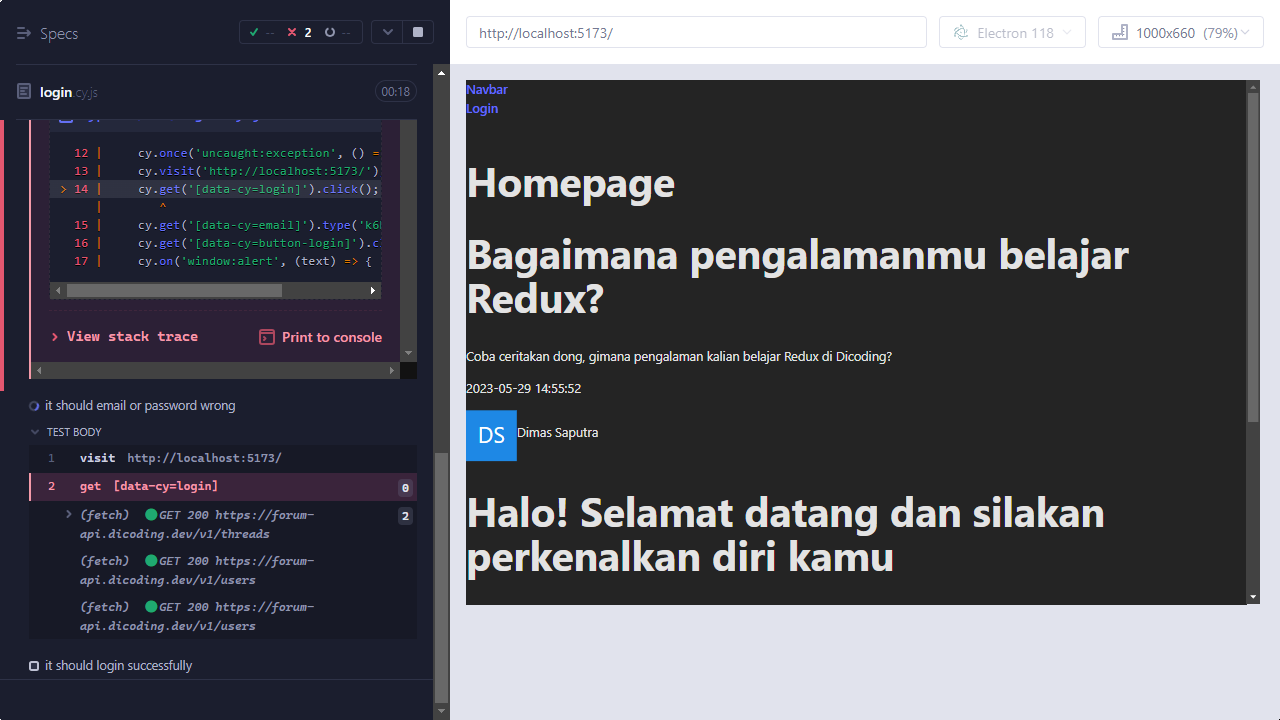 Specs
-- 2 --
http://localhost:5173/
Electron 118
1000x660 (79%)
login.cy.js
00:18
12 | cy.once('uncaught:exception', () =
13 | cy.visit('http://localhost:5173/')
> 14 | cy.get('[data-cy=login]').click();
| ^
15 | cy.get('[data-cy=email]').type('k6
16 | cy.get('[data-cy=button-login]').c
17 | cy.on('window:alert', (text) => {
View stack trace
Print to console
it should email or password wrong
TEST BODY
1 visit http://localhost:5173/
2 get [data-cy=login] 0
(fetch) GET 200 https://forum- 2
api.dicoding.dev/v1/threads
(fetch) GET 200 https://forum-
api.dicoding.dev/v1/users
(fetch) GET 200 https://forum-
api.dicoding.dev/v1/users
it should login successfully
Navbar
Login
Homepage
Bagaimana pengalamanmu belajar
Redux?
Coba ceritakan dong, gimana pengalaman kalian belajar Redux di Dicoding?
2023-05-29 14:55:52
DS Dimas Saputra
Halo! Selamat datang dan silakan
perkenalkan diri kamu